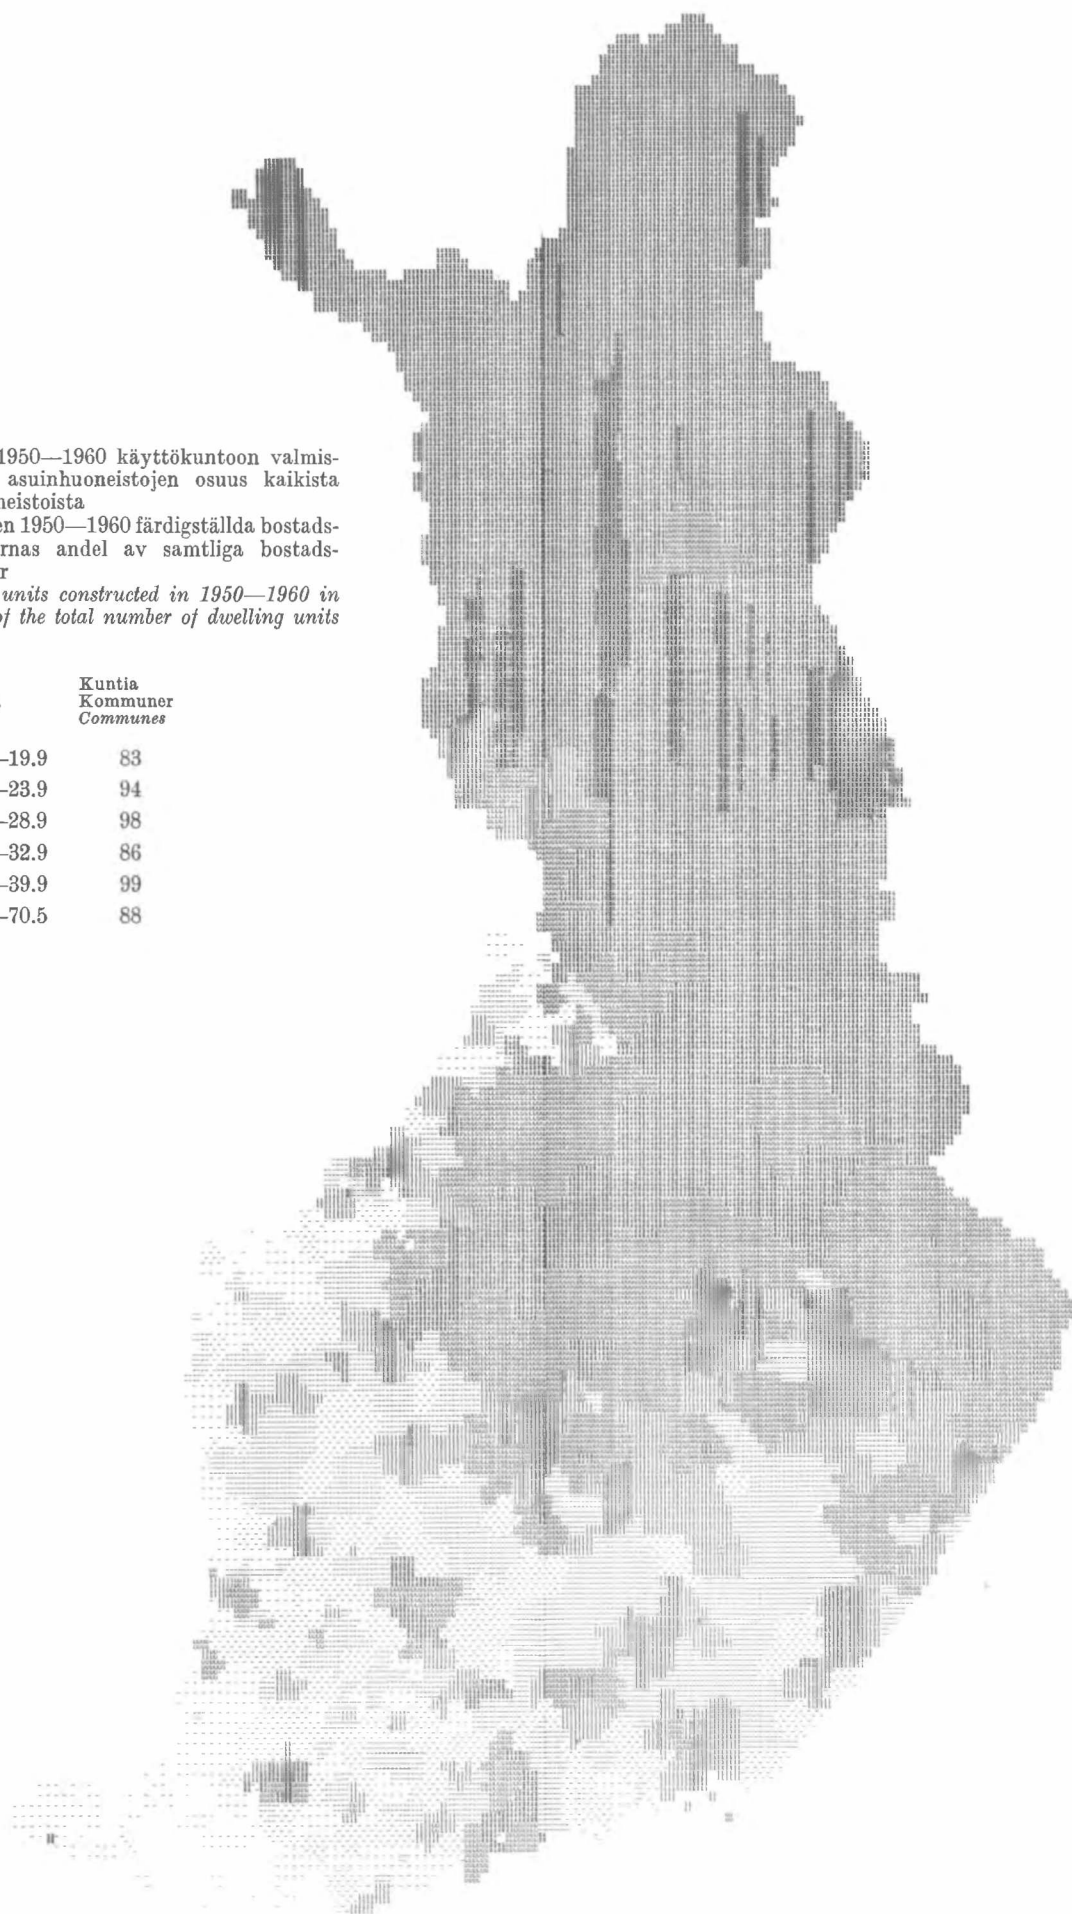 1950—1960 käyttökuntoon valmis-
asuinhuoneistojen osuus kaikista
neistoista
en 1950—1960 färdigställda bostads-
rnas andel av samtliga bostads-
r
units constructed in 1950—1960 in
of the total number of dwelling units
Kuntia
Kommuner
Communes
–19.9 83
–23.9 94
–28.9 98
–32.9 86
–39.9 99
–70.5 88